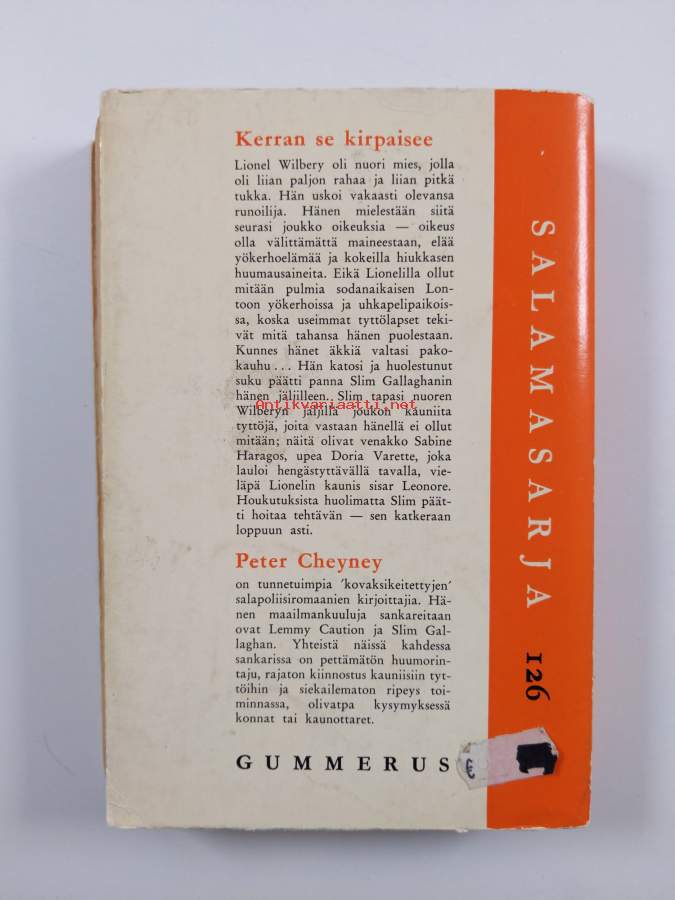 Kerran se kirpaisee
Lionel Wilbery oli nuori mies, jolla
oli liian paljon rahaa ja liian pitkä
tukka. Hän uskoi vakaasti olevansa
runoilija. Hänen mielestään siitä
seurasi joukko oikeuksia — oikeus
olla välittämättä maineestaan, elää
yökerhoelämää ja kokeilla hiukkasen
huumausaineita. Eikä Lionelilla ollut
mitään pulmia sodanaikaisen Lon-
toon yökerhoissa ja uhkapelipaikois-
sa, koska useimmat tyttölapset teki-
vät mitä tahansa hänen puolestaan.
Kunnes hänet äkkiä valtasi pako-
kauhu... Hän katosi ja huolestunut
suku päätti panna Slim Gallaghanin
hänen jäljilleen. Slim tapasi nuoren
Antikvariaatti.net
Wilberyn jäljillä joukon kauniita
tyttöjä, joita vastaan hänellä ei ollut
mitään; näitä olivat venakko Sabine
Haragos, upea Doria Varette, joka
lauloi hengästyttävällä tavalla, vie-
läpä Lionelin kaunis sisar Leonore.
Houkutuksista huolimatta Slim päät-
ti hoitaa tehtävän — sen katkeraan
loppuun asti.
Peter Cheyney
on tunnetuimpia 'kovaksikeitettyjen'
salapoliisiromaanien kirjoittajia. Hä-
nen maailmankuuluja sankareitaan
ovat Lemmy Caution ja Slim Gal-
laghan. Yhteistä näissä kahdessa
sankarissa on pettämätön huumorin-
taju, rajaton kiinnostus kauniisiin tyt-
töihin ja siekailematon ripeys toi-
minnassa, olivatpa kysymyksessä
konnat tai kaunottaret.
GUMMERUS
€
SALAMASARJA 126